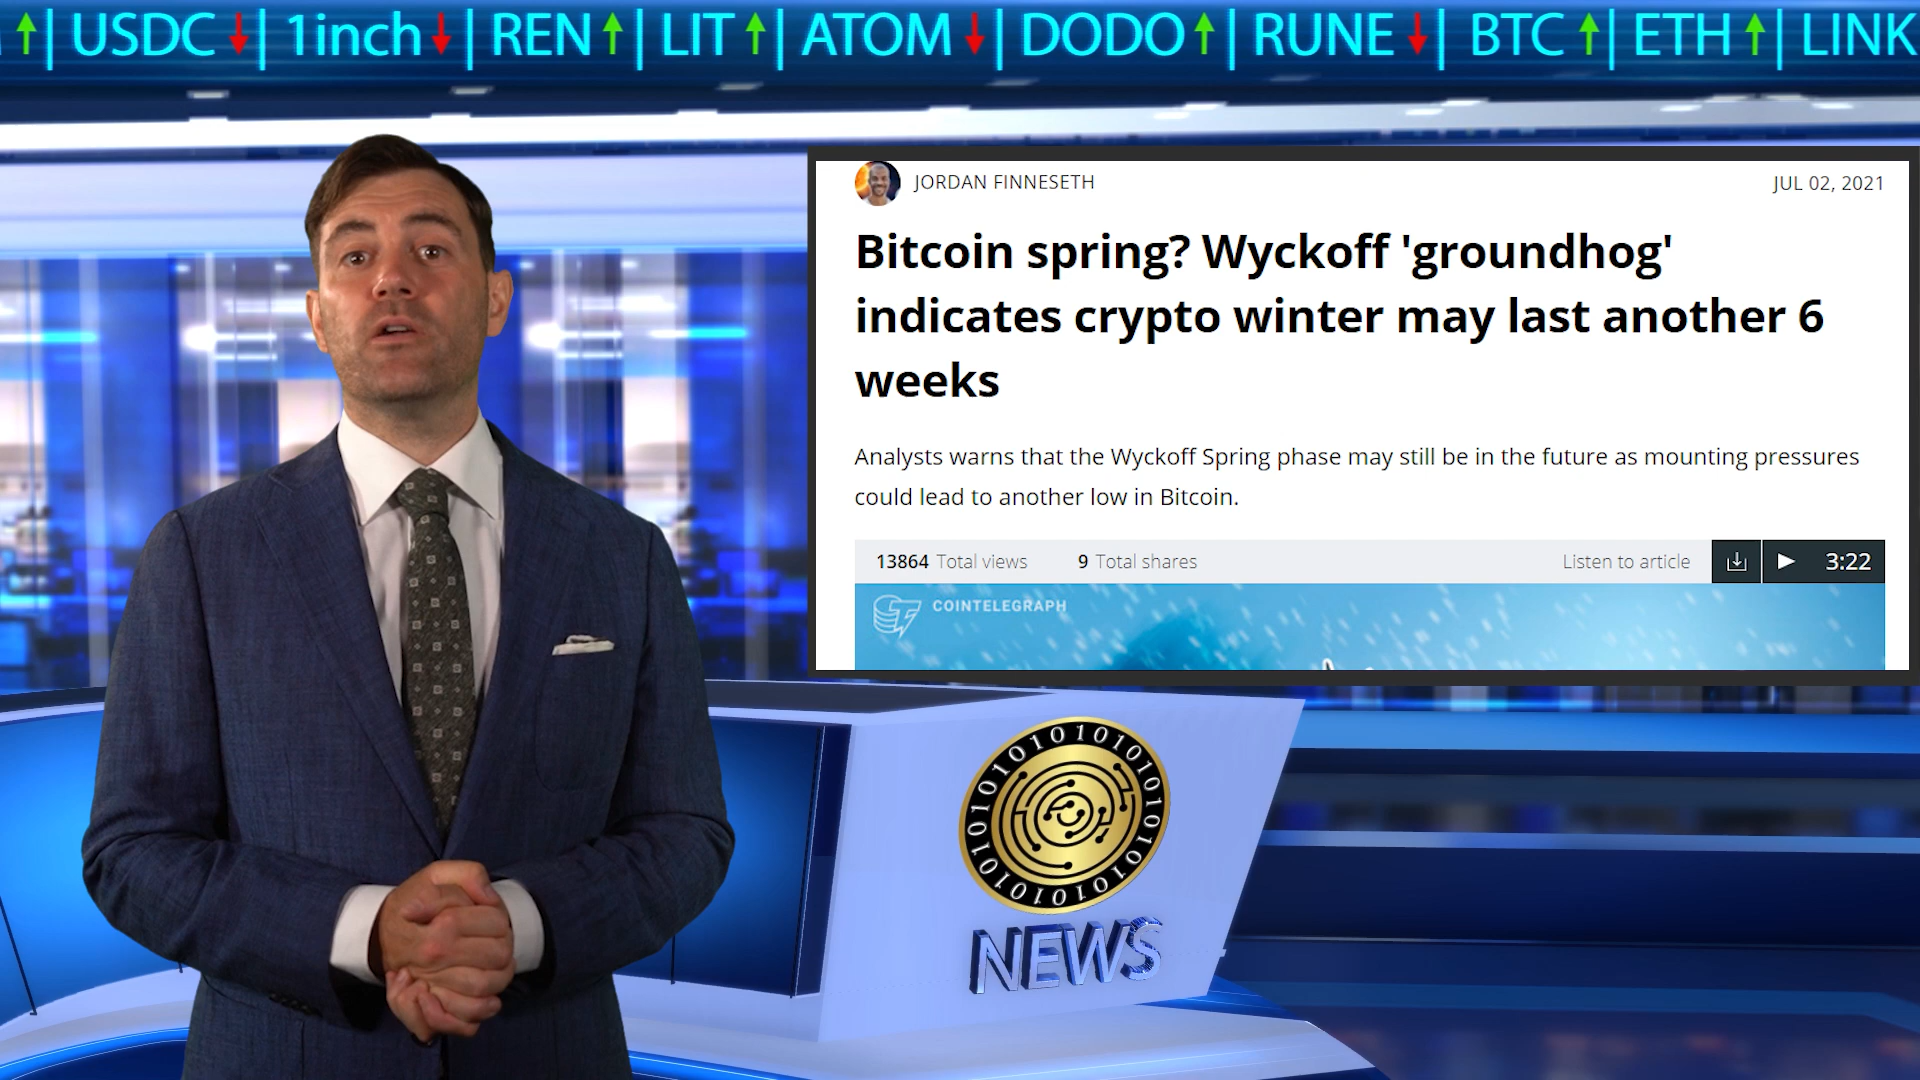 USDC | 1inch | REN | LIT | ATOM | DODO | RUNE | BTC | ETH | LINK
JORDAN FINNESETH
JUL 02, 2021
Bitcoin spring? Wyckoff 'groundhog'
indicates crypto winter may last another 6
weeks
Analysts warns that the Wyckoff Spring phase may still be in the future as mounting pressures
could lead to another low in Bitcoin.
13864 Total views 9 Total shares Listen to article 3:22
COINTELEGRAPH
NEWS